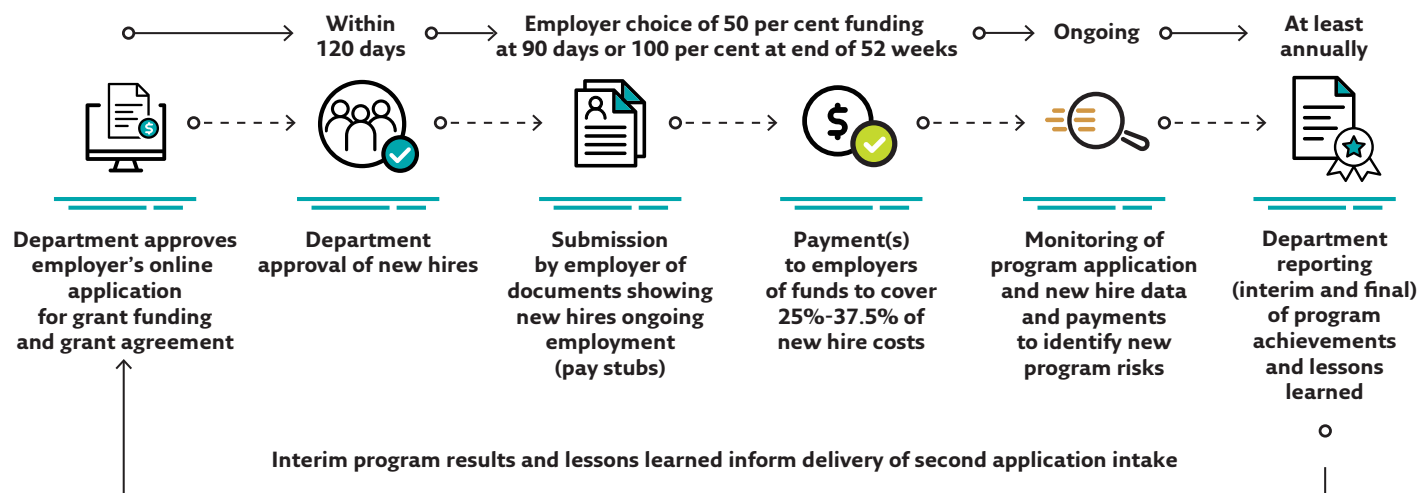 Within
120 days
Employer choice of 50 per cent funding
at 90 days or 100 per cent at end of 52 weeks
Ongoing
At least
annually
$
$
Department approves
employer’s online
application
for grant funding
and grant agreement
Department
approval of new hires
Submission
by employer of
documents showing
new hires ongoing
employment
(pay stubs)
Payment(s)
to employers
of funds to cover
25%-37.5% of
new hire costs
Monitoring of
program application
and new hire data
and payments
to identify new
program risks
Department
reporting
(interim and final)
of program
achievements
and lessons
learned
Interim program results and lessons learned inform delivery of second application intake